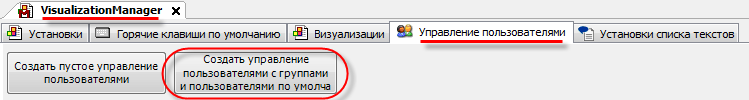 VisualizationManager
Установки Горячие клавиши по умолчанию Визуализации Управление пользователями Установки списка текстов
Создать пустое управление
пользователями
Создать управление
пользователями с группами
и пользователями по умолча